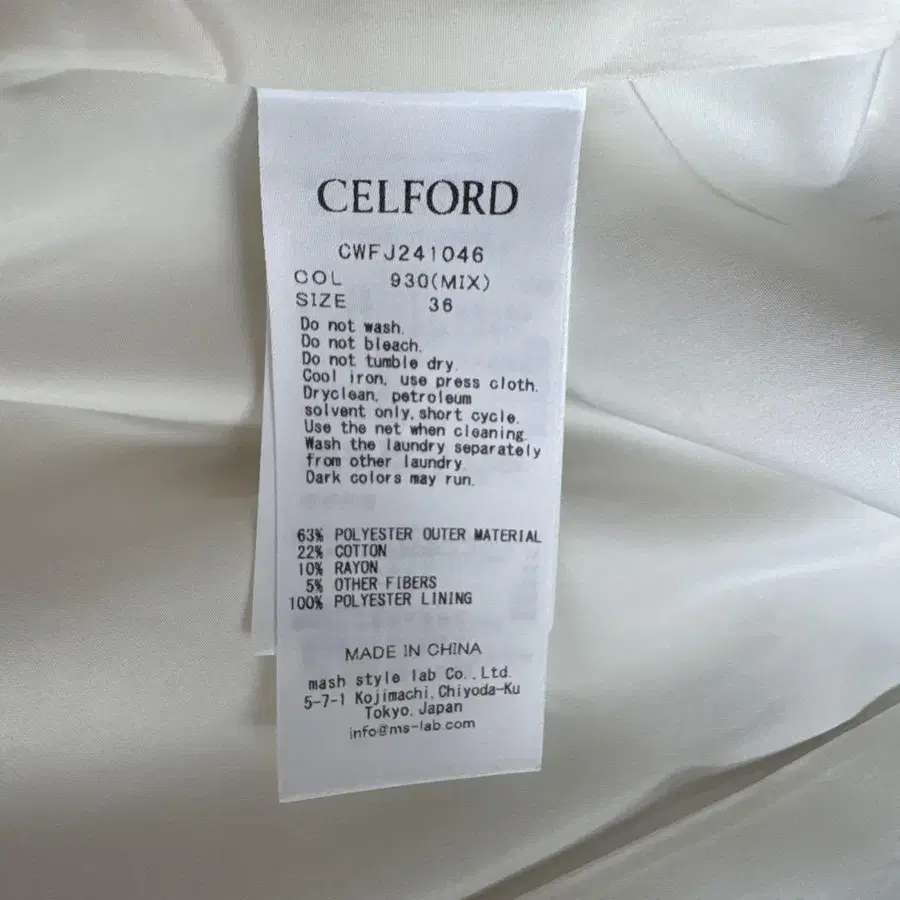 CELFORD
CWFJ241046
COL 930(MIX)
SIZE 36
Do not wash.
Do not bleach.
Do not tumble dry.
Cool iron, use press cloth.
Dryclean, petroleum
solvent only, short cycle.
Use the net when cleaning.
Wash the laundry separately
from other laundry.
Dark colors may run.
63% POLYESTER OUTER MATERIAL
22% COTTON
10% RAYON
5% OTHER FIBERS
100% POLYESTER LINING
MADE IN CHINA
mash style lab Co.,Ltd.
5-7-1 Kojimachi, Chiyoda-Ku
Tokyo, Japan
info@ms-lab.com